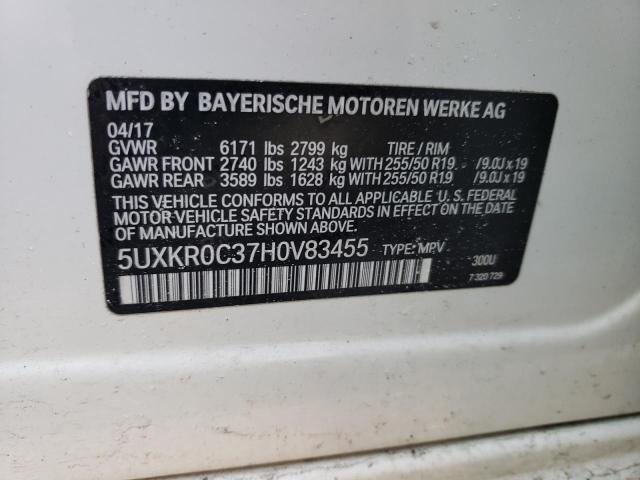 MFD BY BAYERISCHE MOTOREN WERKE AG
04/17
GVWR 6171 lbs 2799 kg TIRE / RIM
GAWR FRONT 2740 lbs 1243 kg WITH 255/50 R19 /9.0J x 19
GAWR REAR 3589 lbs 1628 kg WITH 255/50 R19 /9.0J x 19
THIS VEHICLE CONFORMS TO ALL APPLICABLE U. S. FEDERAL
MOTOR VEHICLE SAFETY STANDARDS IN EFFECT ON THE DATE
OF MANUFACTURE SHOWN ABOVE.
5UXKR0C37H0V83455 TYPE: MPV 300U
7 320 729